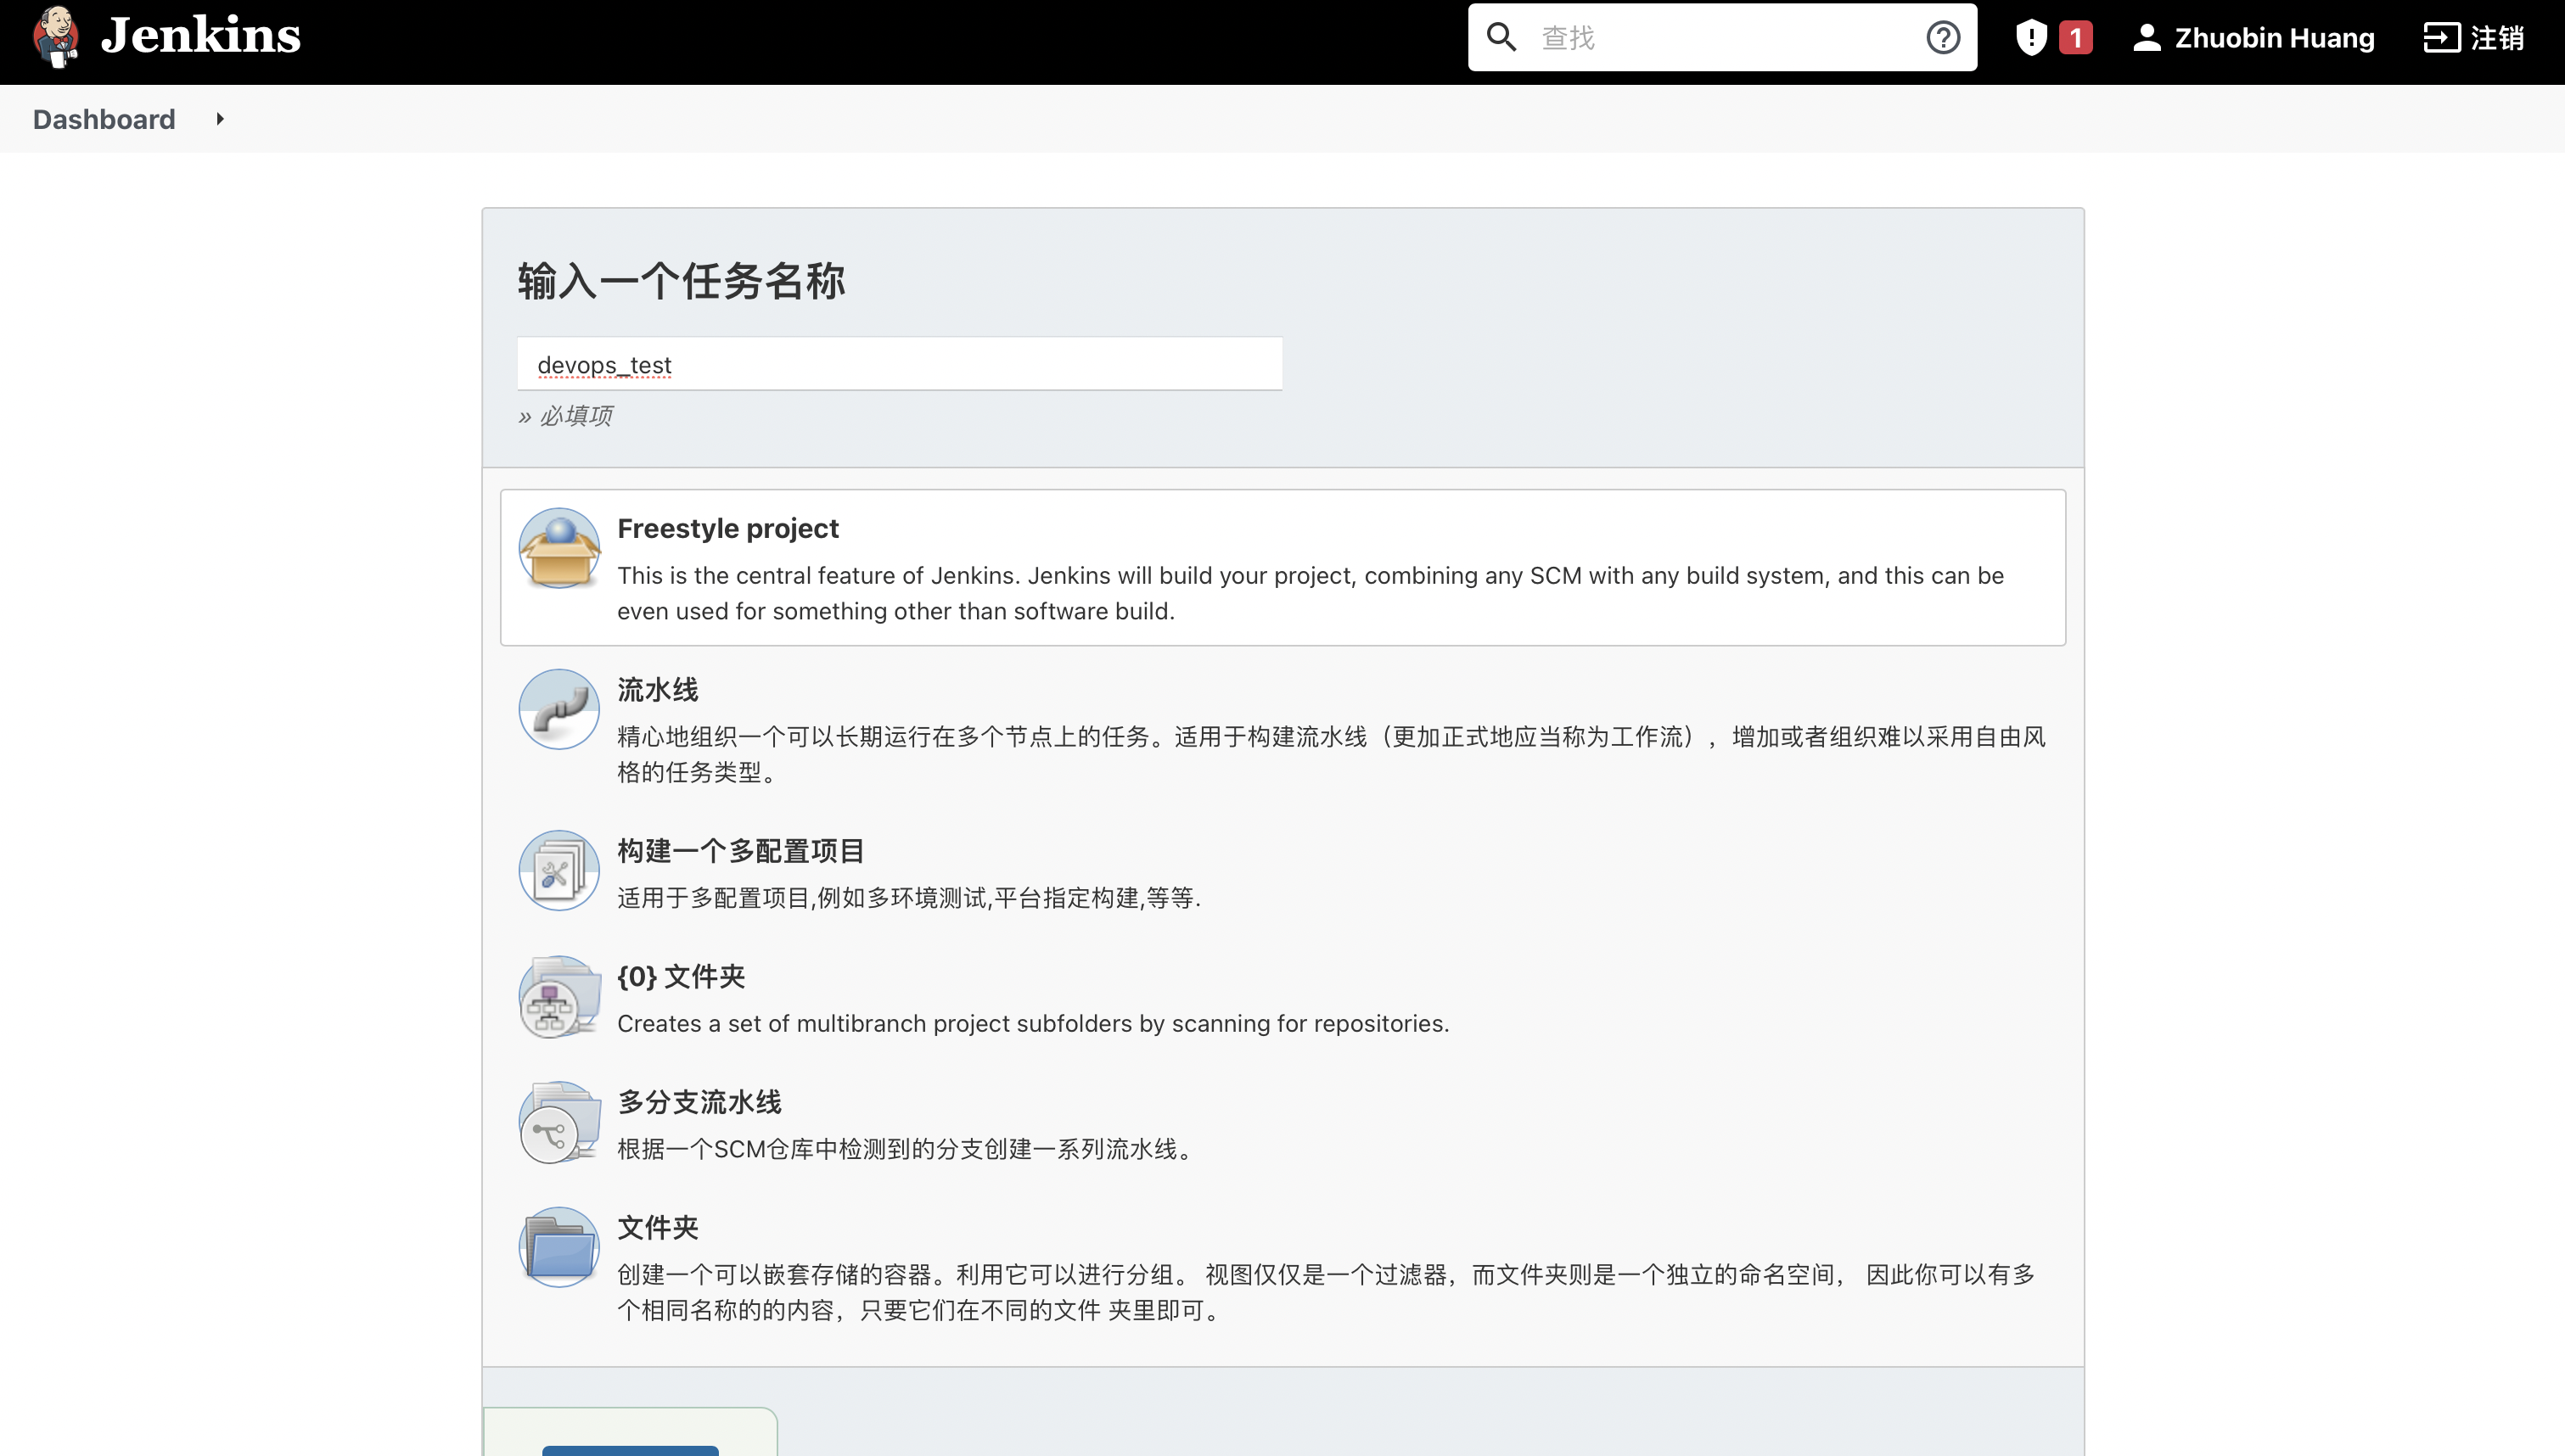 Jenkins
查找
1
Zhuobin Huang
注销
Dashboard
输入一个任务名称
devops_test
» 必填项
Freestyle project
This is the central feature of Jenkins. Jenkins will build your project, combining any SCM with any build system, and this can be
even used for something other than software build.
流水线
精心地组织一个可以长期运行在多个节点上的任务。适用于构建流水线（更加正式地应当称为工作流），增加或者组织难以采用自由风
格的任务类型。
构建一个多配置项目
适用于多配置项目,例如多环境测试,平台指定构建,等等.
{0} 文件夹
Creates a set of multibranch project subfolders by scanning for repositories.
多分支流水线
根据一个SCM仓库中检测到的分支创建一系列流水线。
文件夹
创建一个可以嵌套存储的容器。利用它可以进行分组。 视图仅仅是一个过滤器，而文件夹则是一个独立的命名空间， 因此你可以有多
个相同名称的的内容，只要它们在不同的文件 夹里即可。